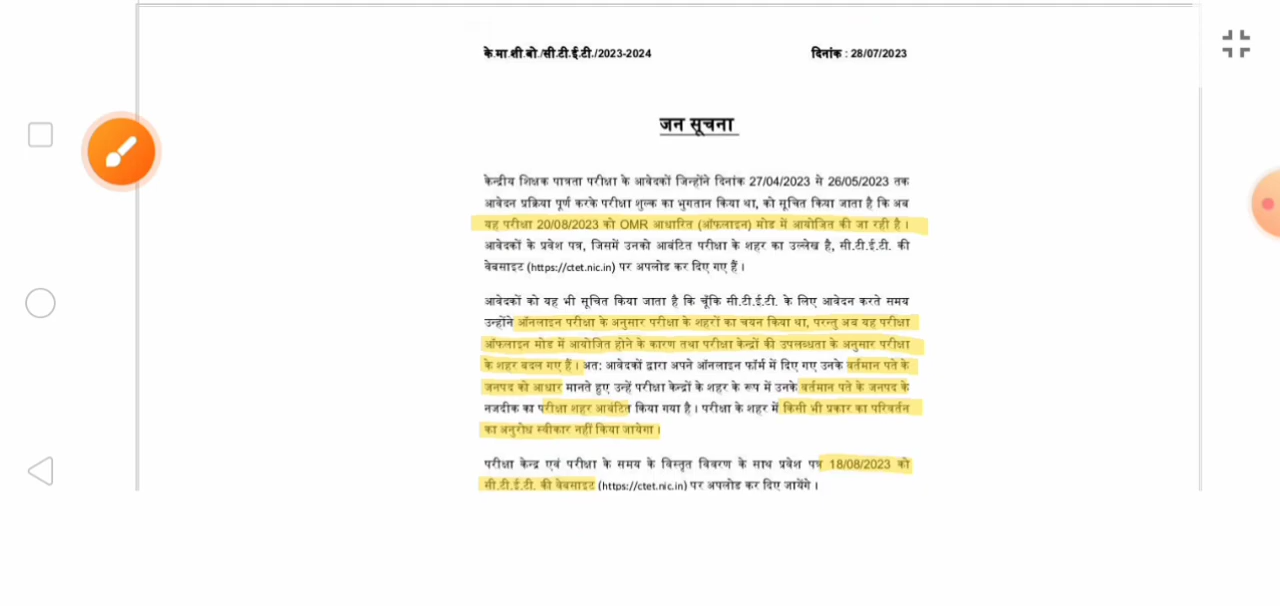 के.मा.शी.बो./सी.टी.ई.टी./2023-2024 दिनांक : 28/07/2023
जन सूचना
केन्द्रीय शिक्षक पात्रता परीक्षा के आवेदकों जिन्होंने दिनांक 27/04/2023 से 26/05/2023 तक
आवेदन प्रक्रिया पूर्ण करके परीक्षा शुल्क का भुगतान किया था, को सूचित किया जाता है कि अब
यह परीक्षा 20/08/2023 को OMR आधारित (ऑफलाइन) मोड में आयोजित की जा रही है।
आवेदकों के प्रवेश पत्र, जिसमें उनको आबंटित परीक्षा के शहर का उल्लेख है, सी.टी.ई.टी. की
वेबसाइट (https://ctet.nic.in) पर अपलोड कर दिए गए हैं।
आवेदकों को यह भी सूचित किया जाता है कि चूँकि सी.टी.ई.टी. के लिए आवेदन करते समय
उन्होंने ऑनलाइन परीक्षा के अनुसार परीक्षा के शहरों का चयन किया था, परन्तु अब यह परीक्षा
ऑफलाइन मोड में आयोजित होने के कारण तथा परीक्षा केन्द्रों की उपलब्धता के अनुसार परीक्षा
के शहर बदल गए हैं। अत: आवेदकों द्वारा अपने ऑनलाइन फॉर्म में दिए गए उनके वर्तमान पते के
जनपद को आधार मानते हुए उन्हें परीक्षा केन्द्रों के शहर के रूप में उनके वर्तमान पते के जनपद के
नजदीक का परीक्षा शहर आबंटित किया गया है। परीक्षा के शहर में किसी भी प्रकार का परिवर्तन
का अनुरोध स्वीकार नहीं किया जायेगा।
परीक्षा केन्द्र एवं परीक्षा के समय के विस्तृत विवरण के साथ प्रवेश पत्र 18/08/2023 को
सी.टी.ई.टी. की वेबसाइट (https://ctet.nic.in) पर अपलोड कर दिए जायेंगे।